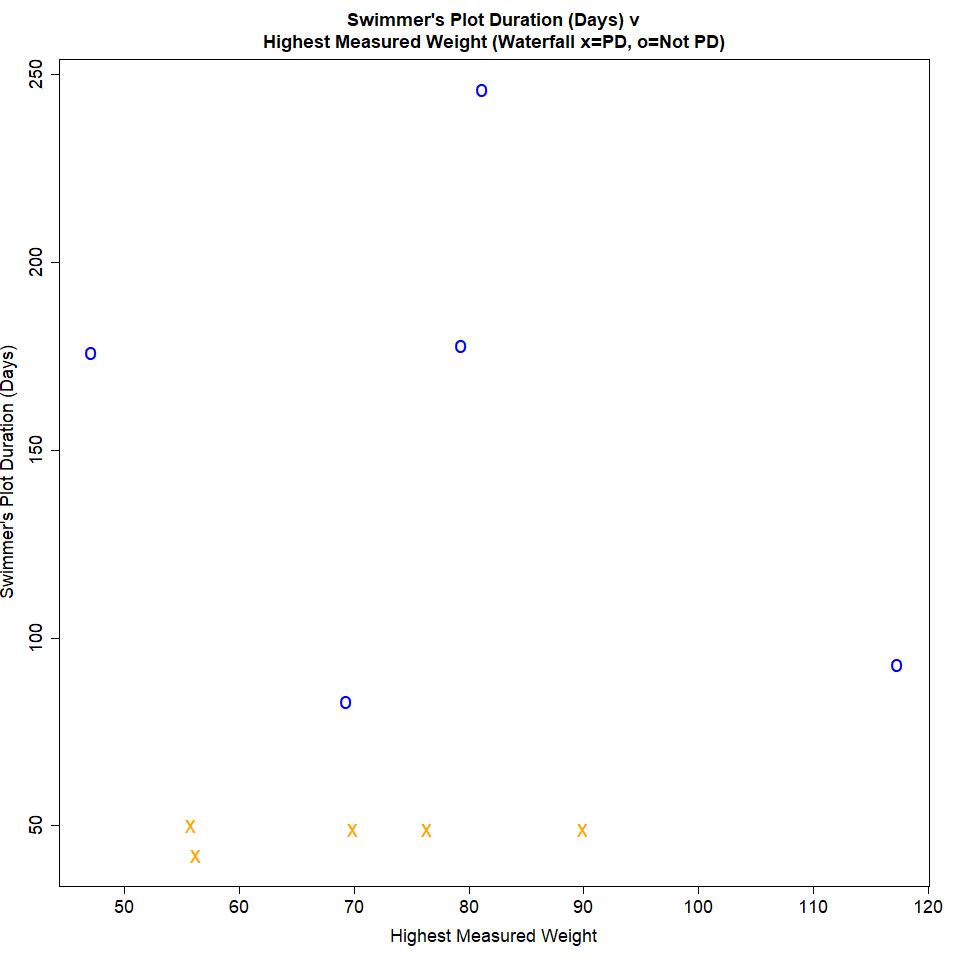 Swimmer's Plot Duration (Days) v
Highest Measured Weight (Waterfall x=PD, o=Not PD)
Swimmer's Plot Duration (Days)
250
200
150
100
50
o
o
o
o
o
x
x
x
x
x
50 60 70 80 90 100 110 120
Highest Measured Weight